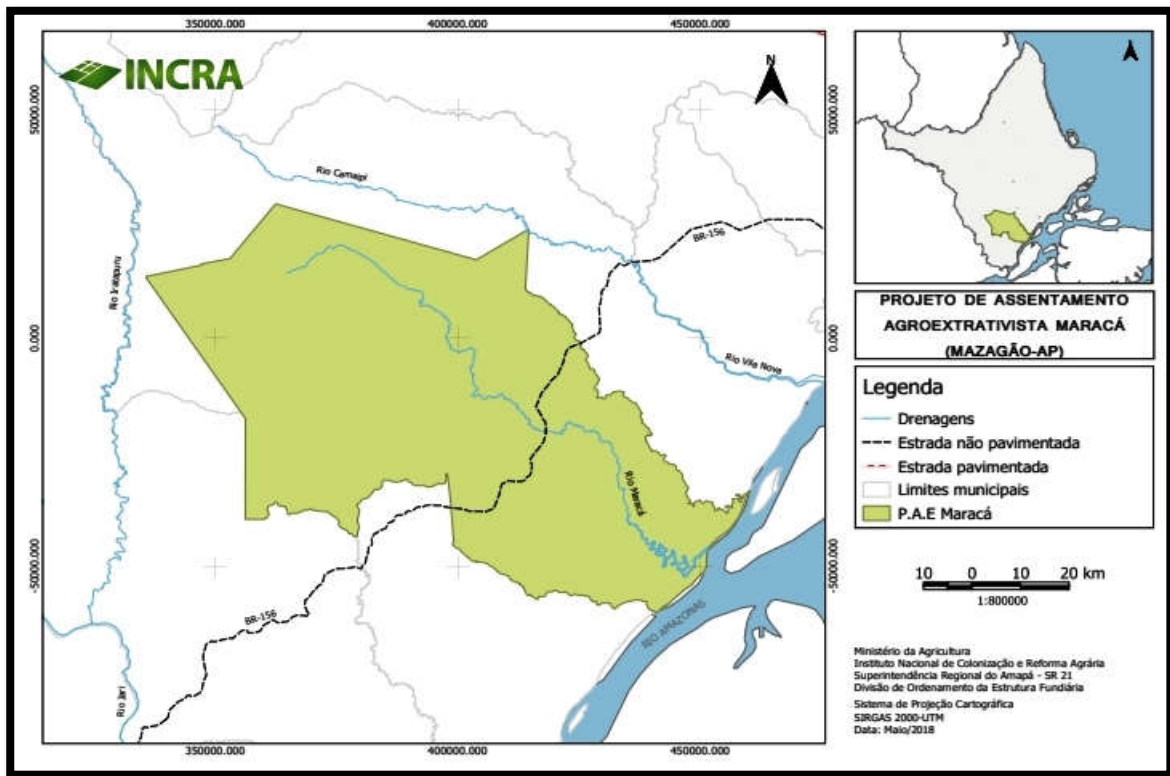 350000.000
400000.000
450000.000
INCRA
N
50000.000
50000.000
Rio Camaipi
BR-156
Rio Iratapuru
0.000
0.000
Rio Vila Nova
Rio Maracá
-50000.000
-50000.000
BR-156
RIO aMAZONAS
Rio Jari
350000.000
400000.000
450000.000
PROJETO DE ASSENTAMENTO
AGROEXTRATIVISTA MARACÁ
(MAZAGÃO-AP)
Legenda
Drenagens
Estrada não pavimentada
Estrada pavimentada
Limites municipais
P.A.E Maracá
10 0 10 20 km
1:800000
Ministério da Agricultura
Instituto Nacional de Colonização e Reforma Agrária
Superintendência Regional do Amapá - SR 21
Divisão de Ordenamento da Estrutura Fundiária
Sistema de Projeção Cartográfica
SIRGAS 2000-UTM
Data: Maio/2018